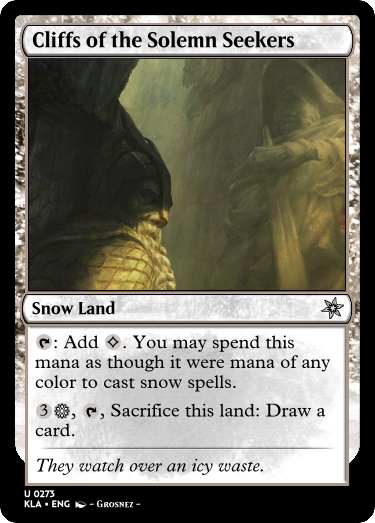 Cliffs of the Solemn Seekers
Snow Land
: Add . You may spend this
mana as though it were mana of any
color to cast snow spells.
3, , Sacrifice this land: Draw a
card.
They watch over an icy waste.
U 0273
KLA • ENG – Grosnez –